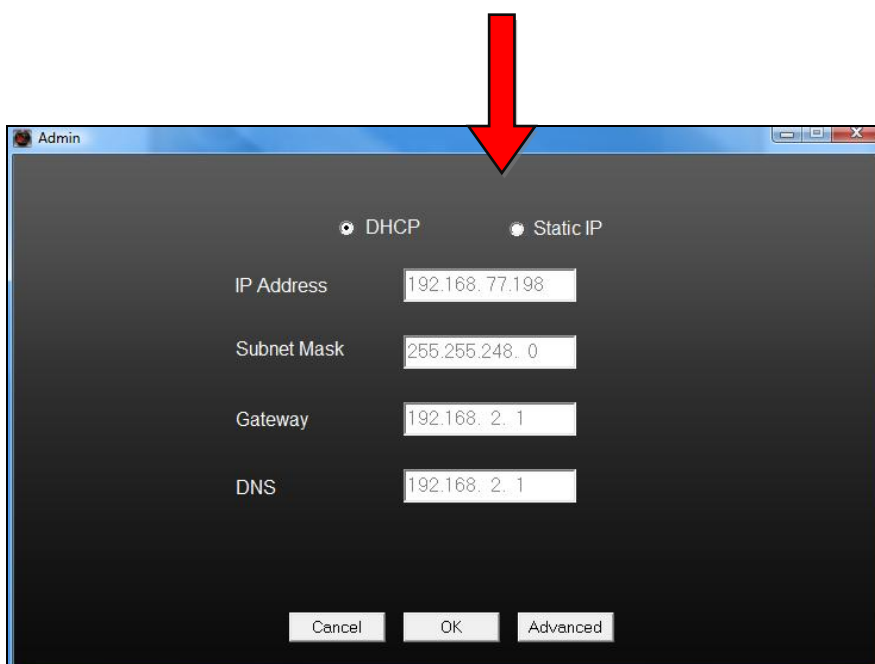 Admin
DHCP Static IP
IP Address 192.168. 77.198
Subnet Mask 255.255.248. 0
Gateway 192.168. 2. 1
DNS 192.168. 2. 1
Cancel OK Advanced